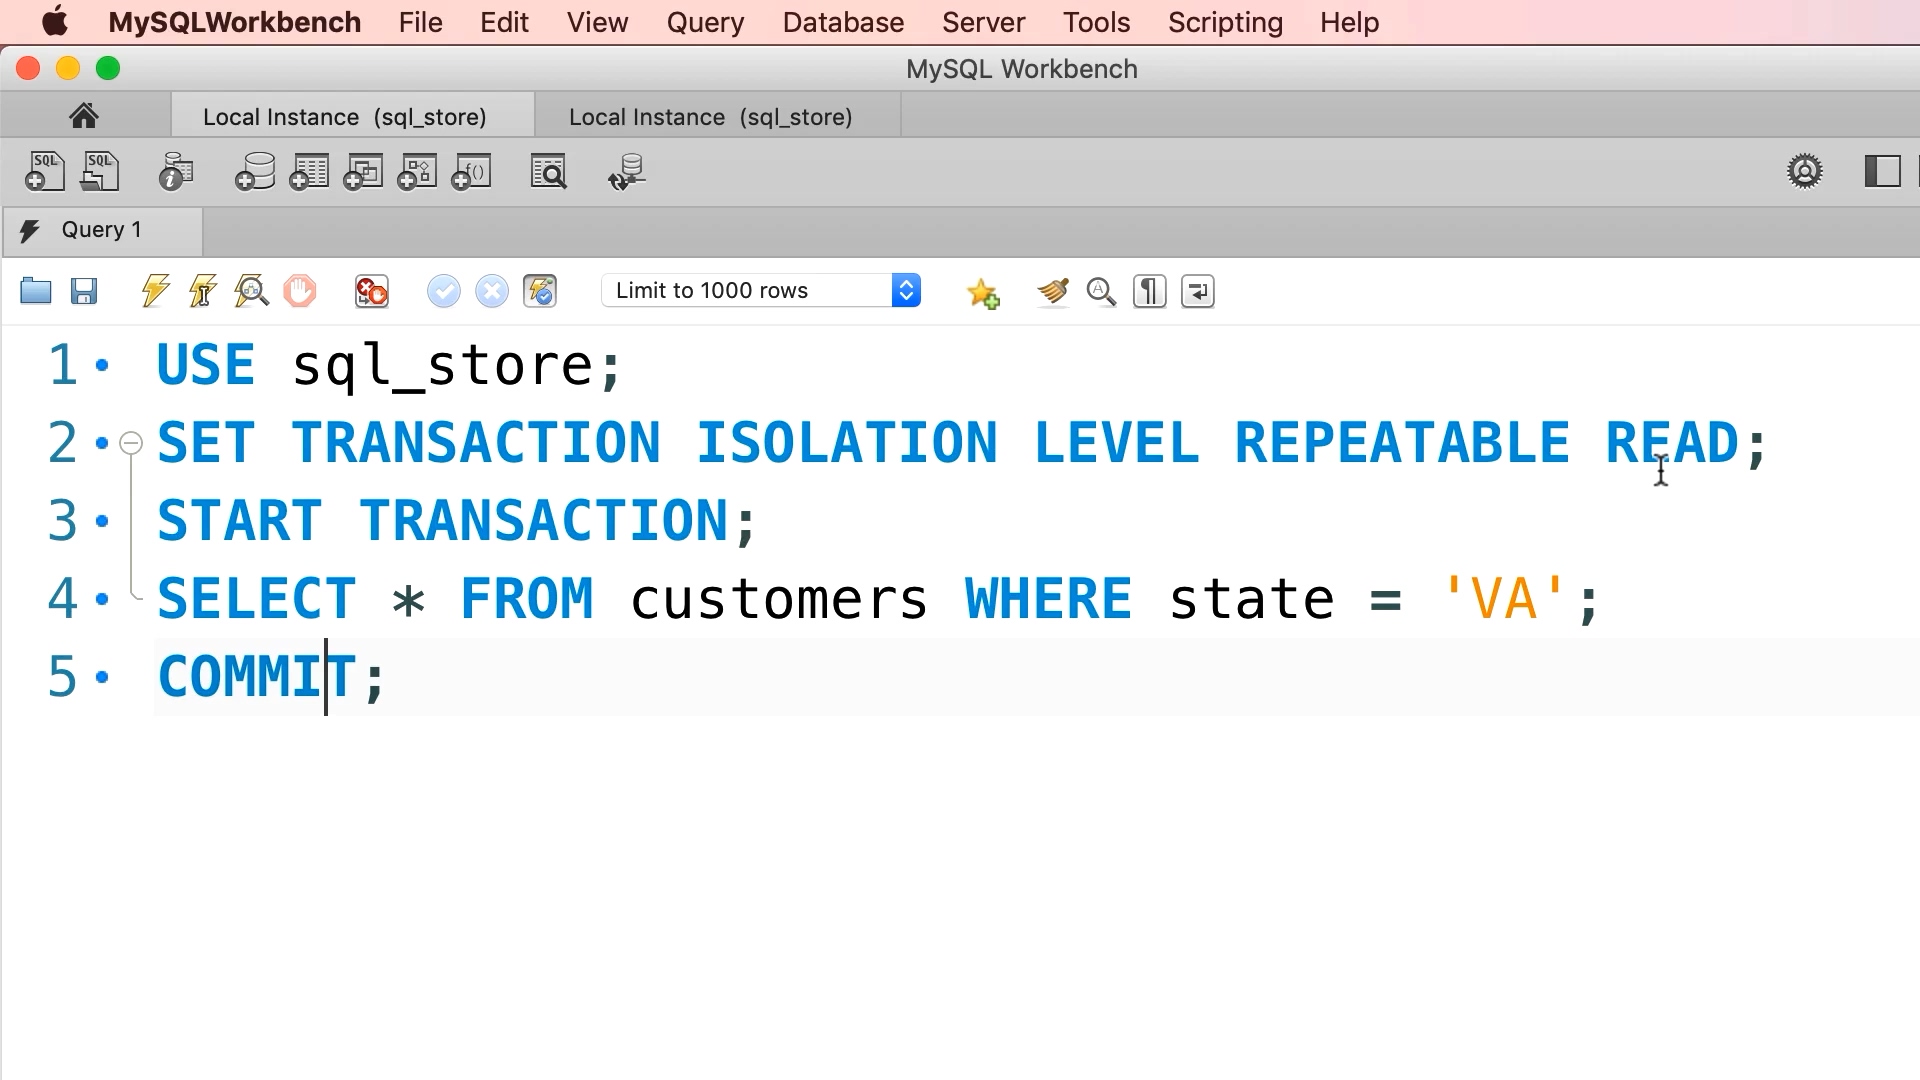 MySQLWorkbench File Edit View Query Database Server Tools Scripting Help
MySQL Workbench
Local Instance (sql_store) Local Instance (sql_store)
SQL SQL
Query 1
Limit to 1000 rows
1 USE sql_store;
2 SET TRANSACTION ISOLATION LEVEL REPEATABLE READ;
3 START TRANSACTION;
4 SELECT * FROM customers WHERE state = 'VA';
5 COMMIT;